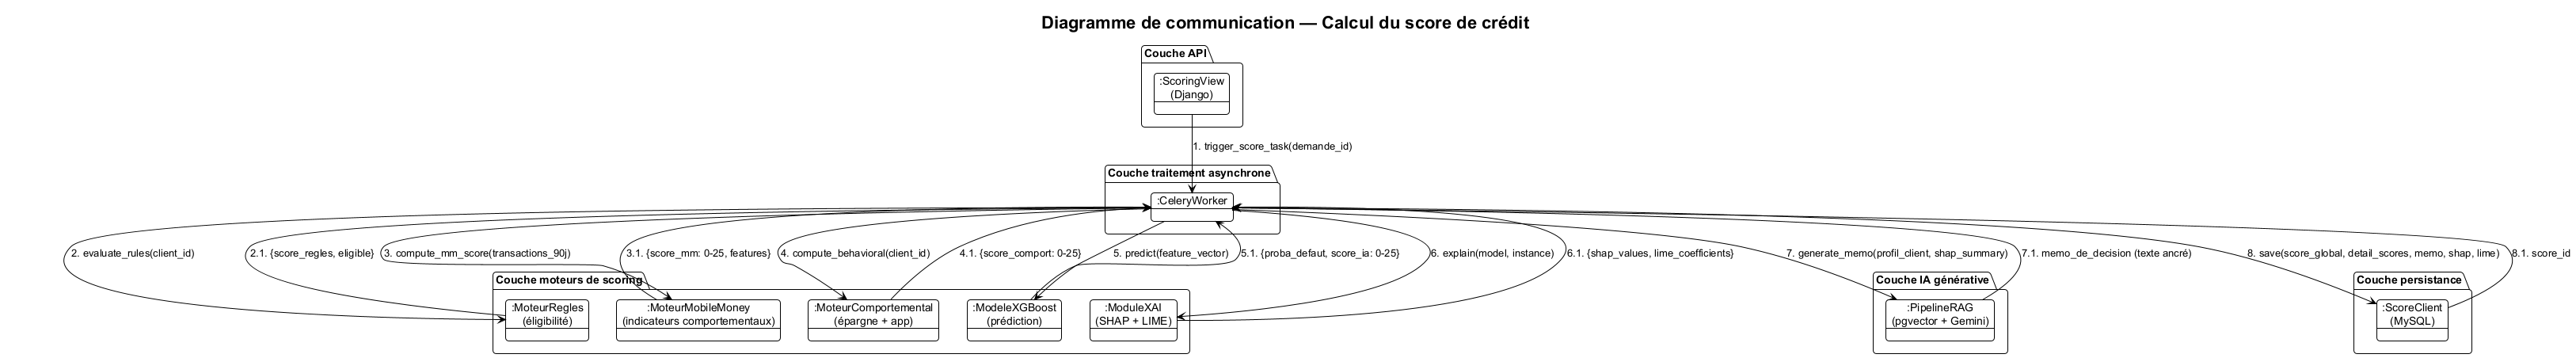 Diagramme de communication — Calcul du score de crédit
Couche API
:ScoringView
(Django)
1. trigger_score_task(demande_id)
Couche traitement asynchrone
:CeleryWorker
2. evaluate_rules(client_id)
2.1. {score_regles, eligible}
3. compute_mm_score(transactions_90j)
3.1. {score_mm: 0-25, features}
4. compute_behavioral(client_id)
4.1. {score_comport: 0-25}
5. predict(feature_vector)
5.1. {proba_defaut, score_ia: 0-25}
6. explain(model, instance)
6.1. {shap_values, lime_coefficients}
7. generate_memo(profil_client, shap_summary)
7.1. memo_de_decision (texte ancré)
8. save(score_global, detail_scores, memo, shap, lime)
8.1. score_id
Couche moteurs de scoring
:MoteurRegles
(éligibilité)
:MoteurMobileMoney
(indicateurs comportementaux)
:MoteurComportemental
(épargne + app)
:ModeleXGBoost
(prédiction)
:ModuleXAI
(SHAP + LIME)
Couche IA générative
:PipelineRAG
(pgvector + Gemini)
Couche persistance
:ScoreClient
(MySQL)